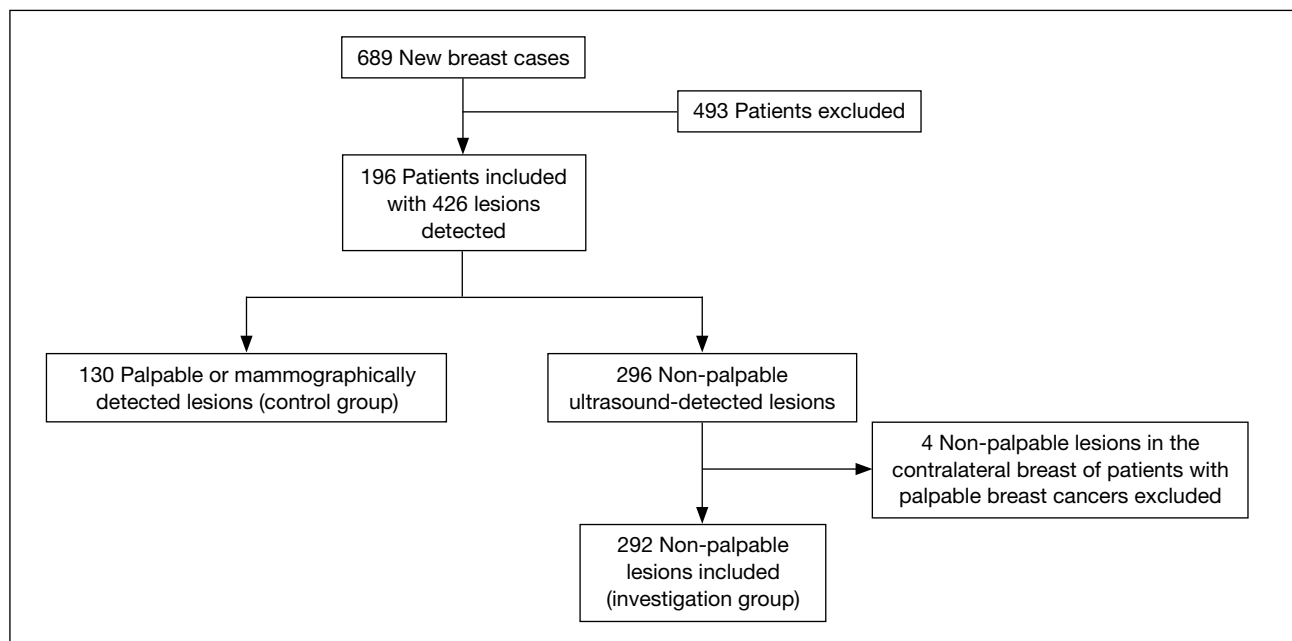 689 New breast cases
493 Patients excluded
196 Patients included
with 426 lesions
detected
130 Palpable or mammographically
detected lesions (control group)
296 Non-palpable
ultrasound-detected lesions
4 Non-palpable lesions in the
contralateral breast of patients with
palpable breast cancers excluded
292 Non-palpable
lesions included
(investigation group)